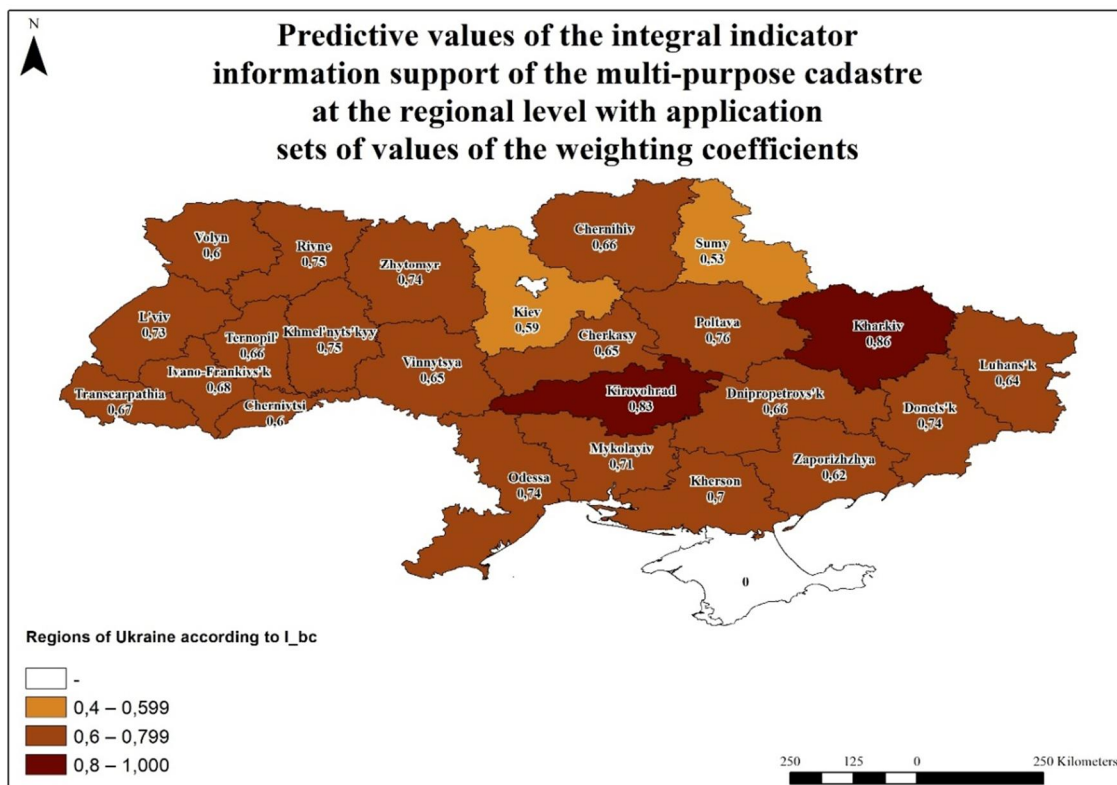 N
Predictive values of the integral indicator
information support of the multi-purpose cadastre
at the regional level with application
sets of values of the weighting coefficients
Volyn
0,6
Rivne
0,75
Zhytomyr
0,74
Chernihiv
0,66
Sumy
0,53
Kiev
0,59
L'viv
0,73
Ternopil'
0,66
Khmel'nyts'kyy
0,75
Vinnytsya
0,65
Cherkasy
0,65
Poltava
0,76
Kharkiv
0,86
Luhans'k
0,64
Ivano-Frankivs'k
0,68
Transcarpathia
0,67
Chernivtsi
0,6
Kirovohrad
0,83
Dnipropetrovs'k
0,66
Donets'k
0,74
Mykolayiv
0,71
Zaporizhzhya
0,62
Odessa
0,74
Kherson
0,7
0
Regions of Ukraine according to I_bc
-
0,4 – 0,599
0,6 – 0,799
0,8 – 1,000
250 125 0 250 Kilometers